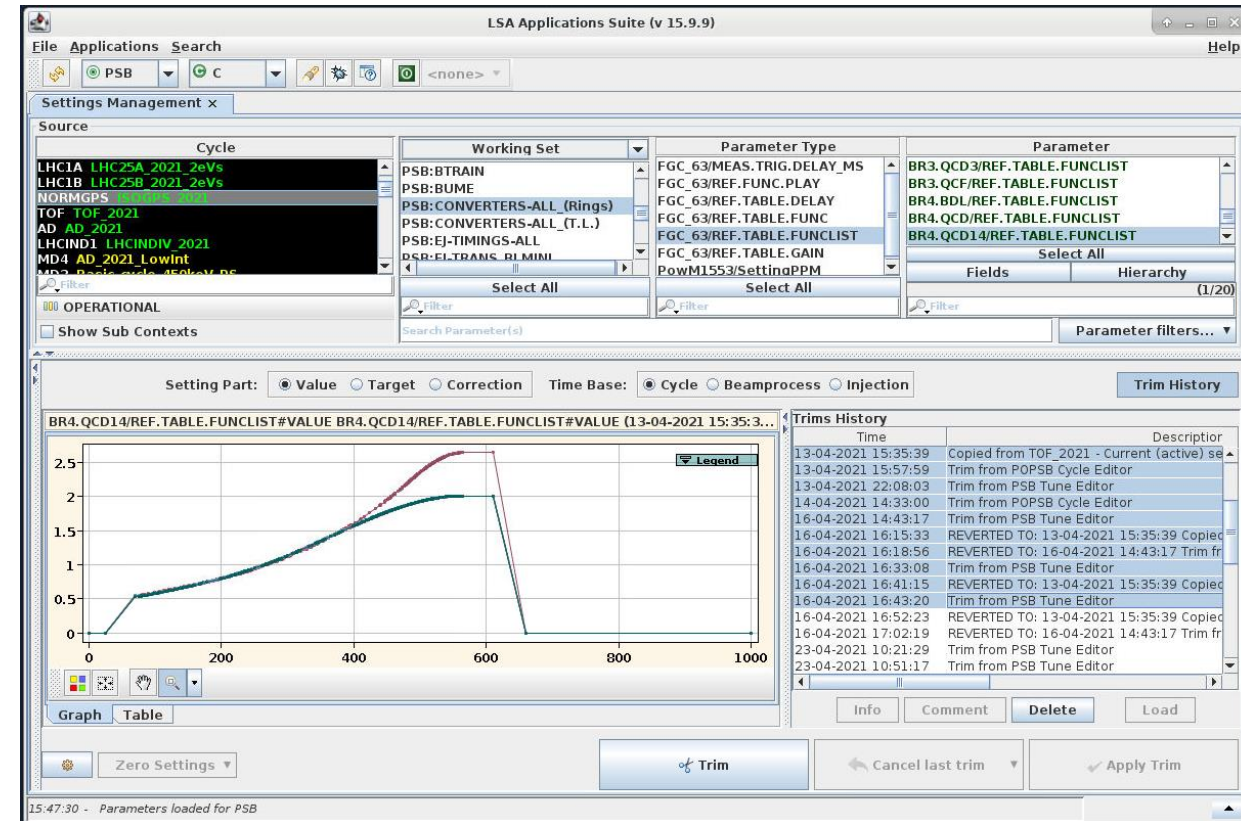 LSA Applications Suite (v 15.9.9)
File Applications Search Help
PSB C <none>
Settings Management x
Source
Cycle
LHC1A LHC25A_2021_2eVs
LHC1B LHC25B_2021_2eVs
NORMGPS ISOGPS_2021
TOF TOF_2021
AD AD_2021
LHCIND1 LHCINDIV_2021
MD4 AD_2021_LowInt
MD2 Basic_cycle_450keV_PS
Filter
OPERATIONAL
Show Sub Contexts
Working Set
PSB:BTRAIN
PSB:BUME
PSB:CONVERTERS-ALL_(Rings)
PSB:CONVERTERS-ALL_(T.L.)
PSB:EJ-TIMINGS-ALL
PSB:EJ-TRANS_BLMINI
Select All
Filter
Search Parameter(s)
Parameter Type
FGC_63/MEAS.TRIG.DELAY_MS
FGC_63/REF.FUNC.PLAY
FGC_63/REF.TABLE.DELAY
FGC_63/REF.TABLE.FUNC
FGC_63/REF.TABLE.FUNCLIST
FGC_63/REF.TABLE.GAIN
PowM1553/SettingPPM
Select All
Filter
Parameter
BR3.QCD3/REF.TABLE.FUNCLIST
BR3.QCF/REF.TABLE.FUNCLIST
BR4.BDL/REF.TABLE.FUNCLIST
BR4.QCD/REF.TABLE.FUNCLIST
BR4.QCD14/REF.TABLE.FUNCLIST
Select All
Fields Hierarchy
(1/20)
Filter
Parameter filters...
Setting Part: Value Target Correction Time Base: Cycle Beamprocess Injection Trim History
BR4.QCD14/REF.TABLE.FUNCLIST#VALUE BR4.QCD14/REF.TABLE.FUNCLIST#VALUE (13-04-2021 15:35:3...
Legend
2.5
2
1.5
1
0.5
0
0 200 400 600 800 1000
Graph Table
Trims History
Time Descriptior
13-04-2021 15:35:39 Copied from TOF_2021 - Current (active) se
13-04-2021 15:57:59 Trim from POPSB Cycle Editor
13-04-2021 22:08:03 Trim from PSB Tune Editor
14-04-2021 14:33:00 Trim from POPSB Cycle Editor
16-04-2021 14:43:17 Trim from PSB Tune Editor
16-04-2021 16:15:33 REVERTED TO: 13-04-2021 15:35:39 Copied
16-04-2021 16:18:56 REVERTED TO: 16-04-2021 14:43:17 Trim fr
16-04-2021 16:33:08 Trim from PSB Tune Editor
16-04-2021 16:41:15 REVERTED TO: 13-04-2021 15:35:39 Copied
16-04-2021 16:43:20 Trim from PSB Tune Editor
16-04-2021 16:52:23 REVERTED TO: 13-04-2021 15:35:39 Copied
16-04-2021 17:02:19 REVERTED TO: 16-04-2021 14:43:17 Trim fr
23-04-2021 10:21:29 Trim from PSB Tune Editor
23-04-2021 10:51:17 Trim from PSB Tune Editor
Info Comment Delete Load
Zero Settings Trim Cancel last trim Apply Trim
15:47:30 - Parameters loaded for PSB